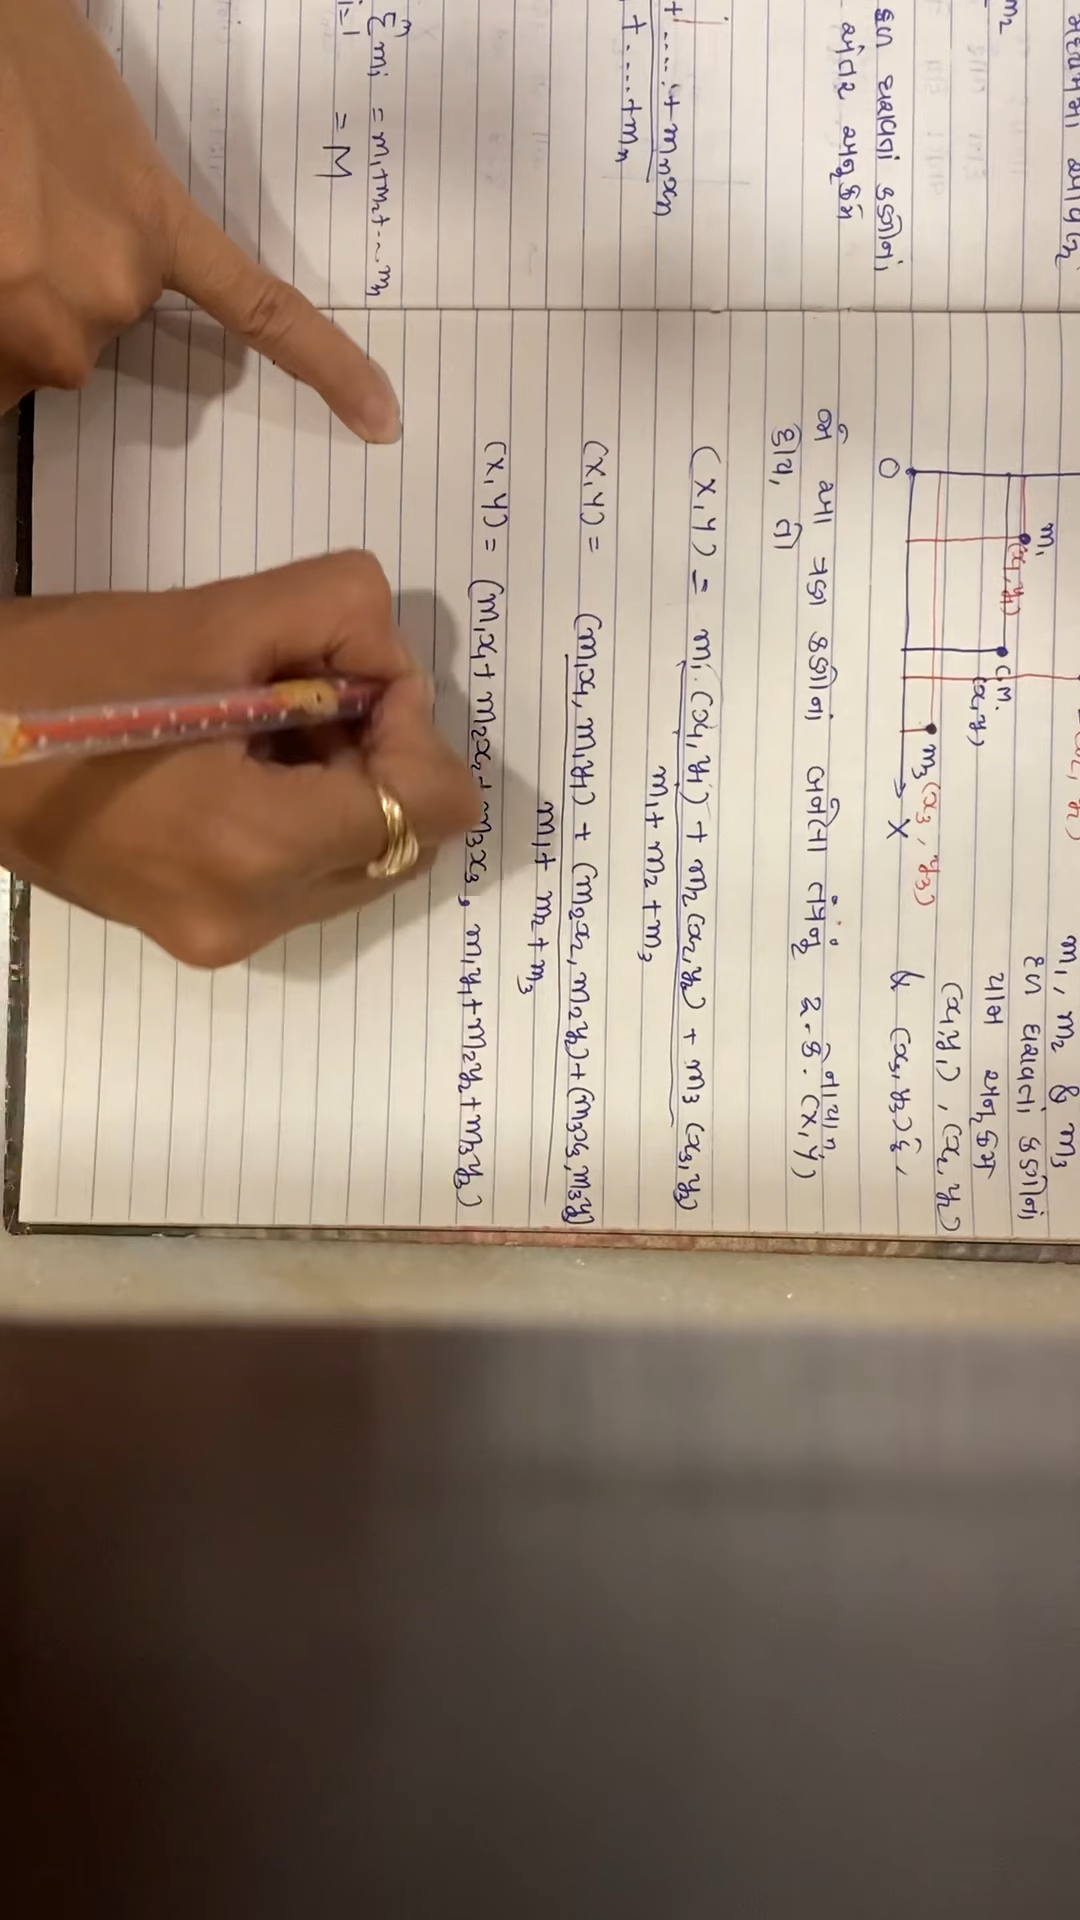 m2
દળ ધરાવતાં કણોનાં
અંતર અનુક્રમે
+ ..... + mnxn
+ ..... + mn
n
Σ mi = m1 + m2 + ... mn
i=1
= M
m1
(x1, y1)
C.M.
(x, y)
m3 (x3, y3)
O
X
m1, m2 & m3
દળ ધરાવતાં કણોનાં
યામ અનુક્રમે
(x1, y1), (x2, y2)
& (x3, y3) છે,
જો આ ત્રણ કણોનાં બનેલા તંત્રનું દ.કે. (X, Y)
હોય, તો
(X, Y) = m1.(x1, y1) + m2(x2, y2) + m3 (x3, y3)
m1 + m2 + m3
(X, Y) = (m1x1, m1y1) + (m2x2, m2y2) + (m3x3, m3y3)
m1 + m2 + m3
(X, Y) = (m1x1 + m2x2 + m3x3, m1y1 + m2y2 + m3y3)